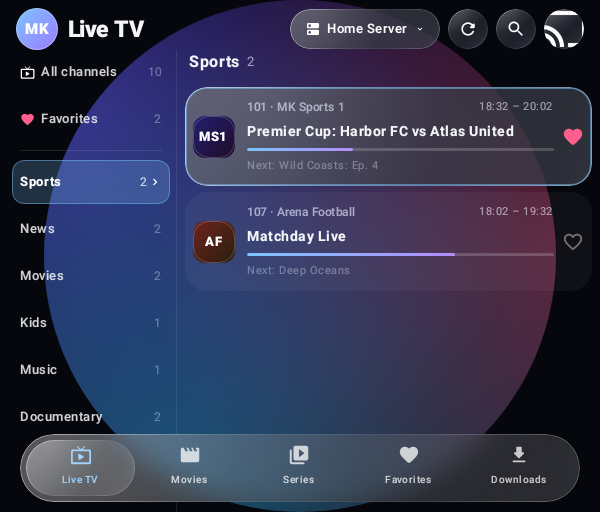 MK Live TV Home Server
All channels 10
Favorites 2
Sports 2
News 2
Movies 2
Kids 1
Music 1
Documentary 2
Sports 2
101 · MK Sports 1 18:32 – 20:02
MS1 Premier Cup: Harbor FC vs Atlas United
Next: Wild Coasts: Ep. 4
107 · Arena Football 18:02 – 19:32
AF Matchday Live
Next: Deep Oceans
Live TV Movies Series Favorites Downloads